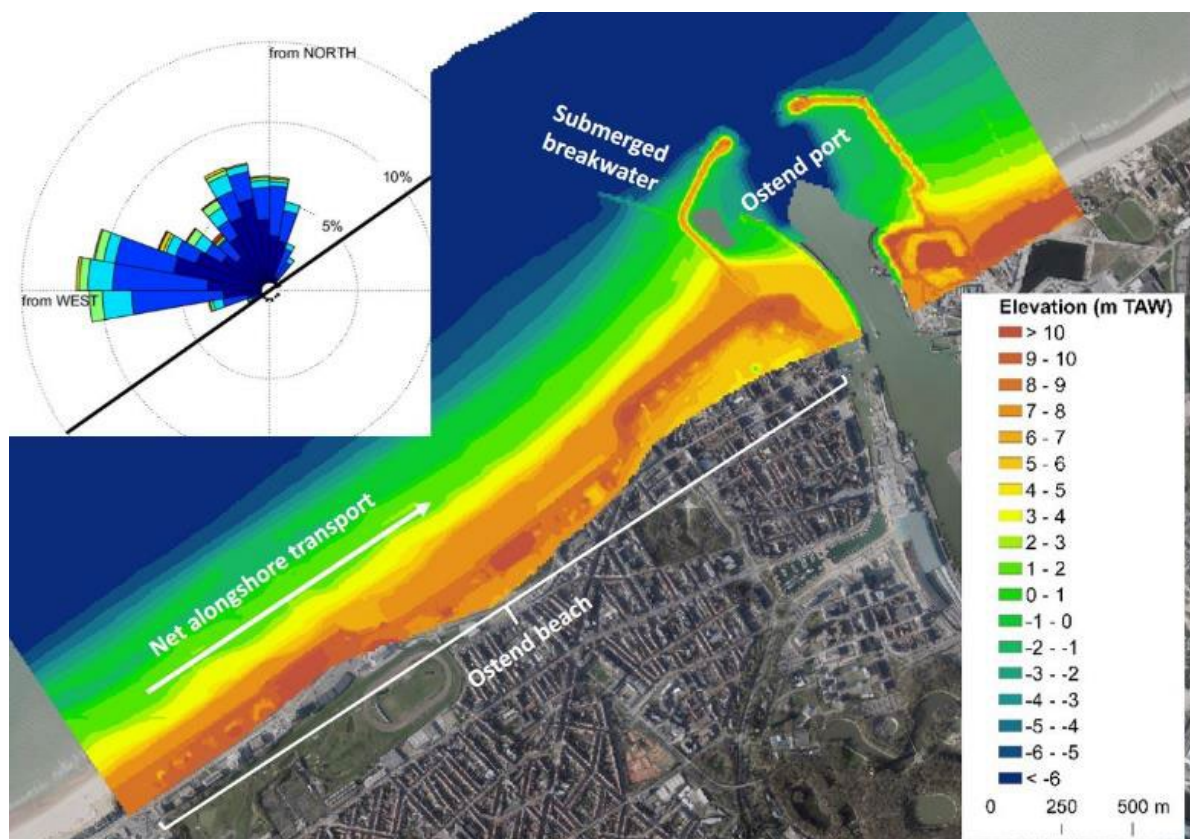 from NORTH
10%
5%
from WEST
Submerged
breakwater
Ostend port
Net alongshore transport
Ostend beach
Elevation (m TAW)
> 10
9 - 10
8 - 9
7 - 8
6 - 7
5 - 6
4 - 5
3 - 4
2 - 3
1 - 2
0 - 1
-1 - 0
-2 - -1
-3 - -2
-4 - -3
-5 - -4
-6 - -5
< -6
0 250 500 m